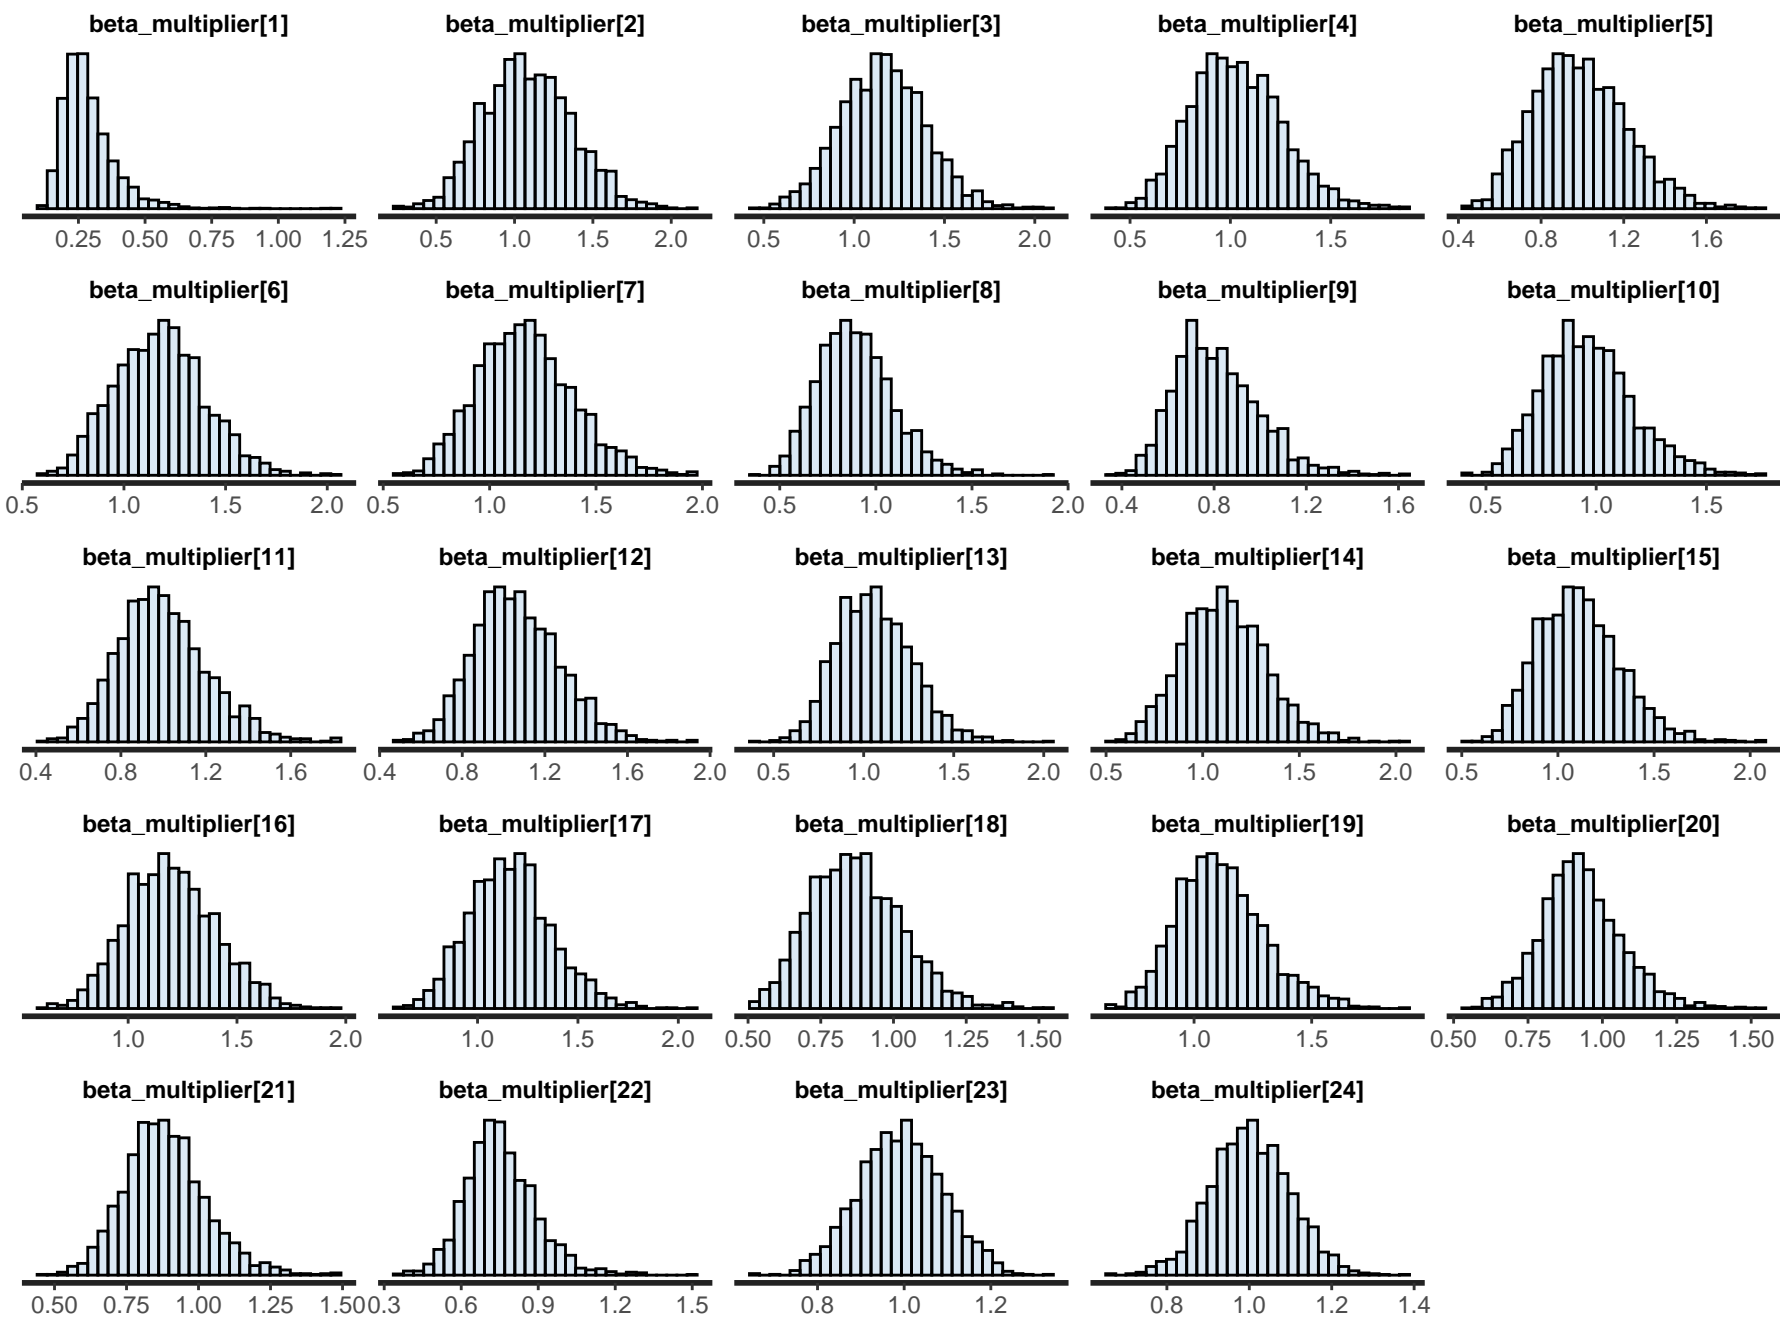 beta_multiplier[1] beta_multiplier[2] beta_multiplier[3] beta_multiplier[4] beta_multiplier[5]
0.25 0.50 0.75 1.00 1.25 0.5 1.0 1.5 2.0 0.5 1.0 1.5 2.0 0.5 1.0 1.5 0.4 0.8 1.2 1.6
beta_multiplier[6] beta_multiplier[7] beta_multiplier[8] beta_multiplier[9] beta_multiplier[10]
0.5 1.0 1.5 2.0 0.5 1.0 1.5 2.0 0.5 1.0 1.5 2.0 0.4 0.8 1.2 1.6 0.5 1.0 1.5
beta_multiplier[11] beta_multiplier[12] beta_multiplier[13] beta_multiplier[14] beta_multiplier[15]
0.4 0.8 1.2 1.6 0.4 0.8 1.2 1.6 2.0 0.5 1.0 1.5 2.0 0.5 1.0 1.5 2.0 0.5 1.0 1.5 2.0
beta_multiplier[16] beta_multiplier[17] beta_multiplier[18] beta_multiplier[19] beta_multiplier[20]
1.0 1.5 2.0 1.0 1.5 2.0 0.50 0.75 1.00 1.25 1.50 1.0 1.5 0.50 0.75 1.00 1.25 1.50
beta_multiplier[21] beta_multiplier[22] beta_multiplier[23] beta_multiplier[24]
0.50 0.75 1.00 1.25 1.50 0.3 0.6 0.9 1.2 1.5 0.8 1.0 1.2 0.8 1.0 1.2 1.4